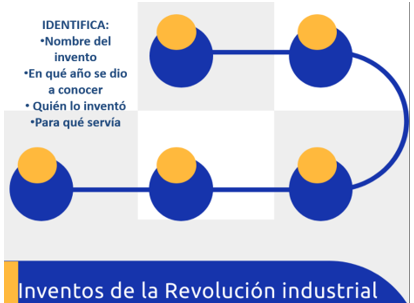 IDENTIFICA:
•Nombre del
invento
•En qué año se dio
a conocer
• Quién lo inventó
•Para qué servía
Inventos de la Revolución industrial